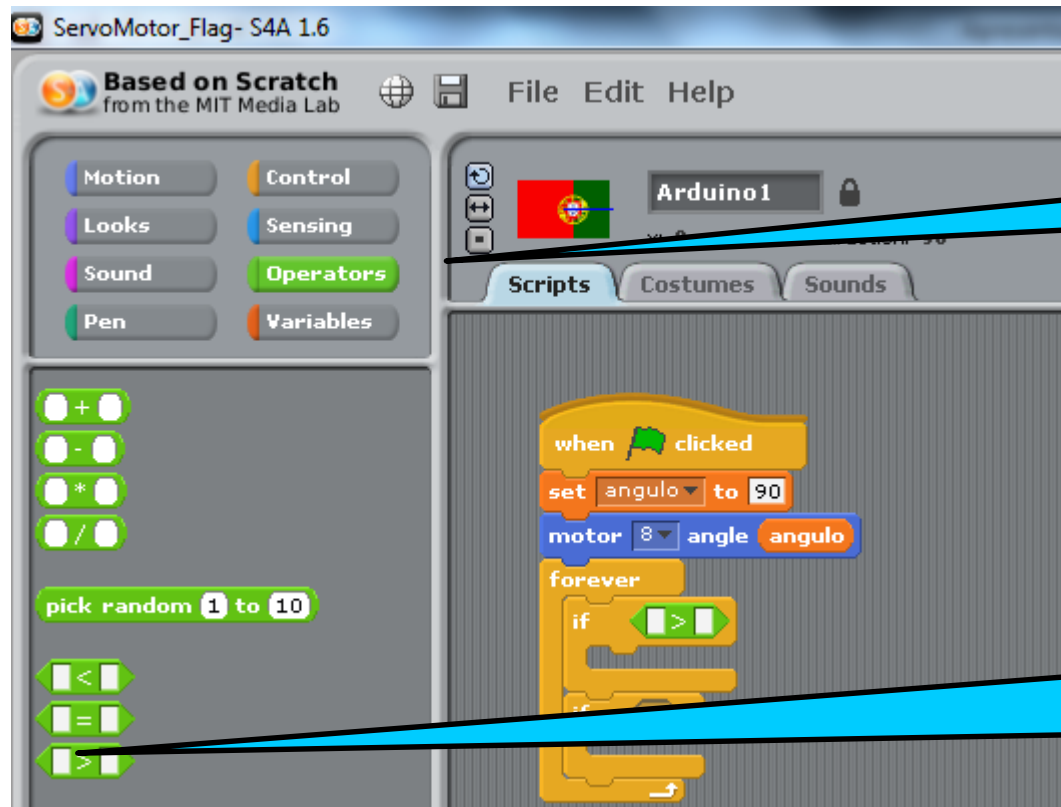 ServoMotor_Flag- S4A 1.6
SA
Based on Scratch
from the MIT Media Lab
File Edit Help
Motion Control
Looks Sensing
Sound Operators
Pen Variables
Arduino1
Scripts Costumes Sounds
+
-
*
/
pick random 1 to 10
<
=
>
when clicked
set angulo to 90
motor 8 angle angulo
forever
if >
if